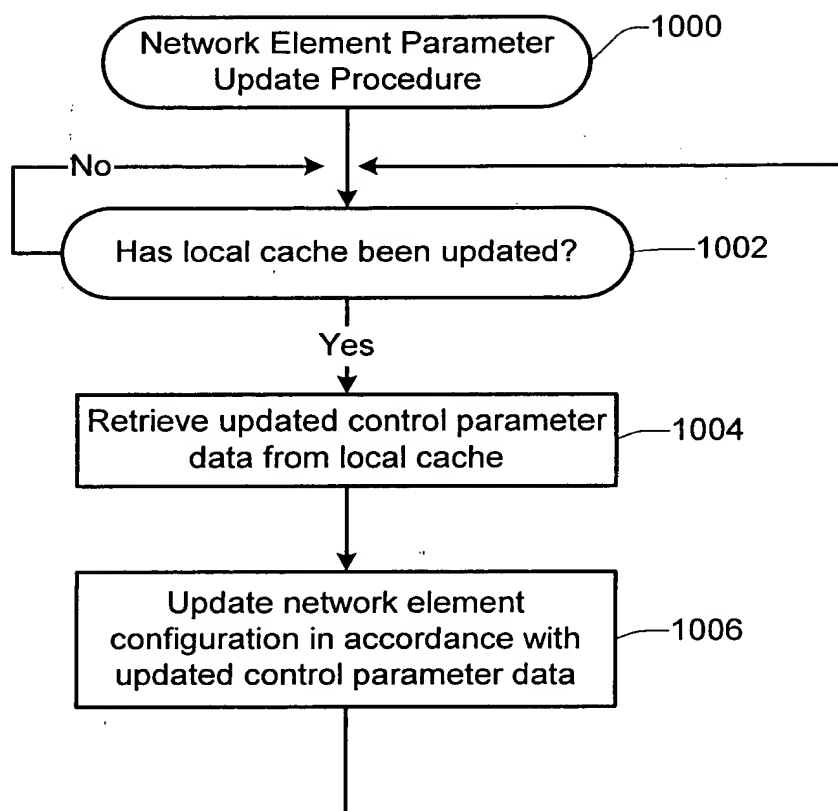 Network Element Parameter
Update Procedure
1000
No
Has local cache been updated?
1002
Yes
Retrieve updated control parameter
data from local cache
1004
Update network element
configuration in accordance with
updated control parameter data
1006